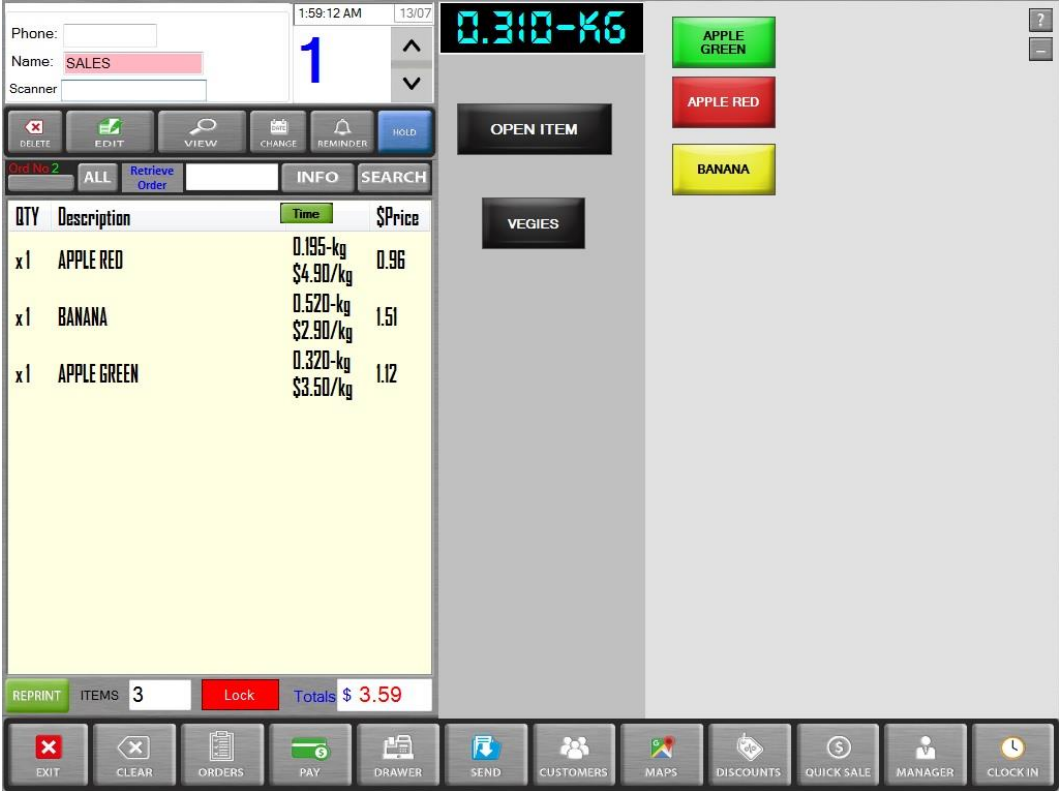 Phone:
Name: SALES
Scanner
1:59:12 AM 13/07
1
DELETE EDIT VIEW DATE CHANGE REMINDER HOLD
Ord No 2 ALL Retrieve Order INFO SEARCH
QTY Description Time $Price
x1 APPLE RED 0.195-kg $4.90/kg 0.96
x1 BANANA 0.520-kg $2.90/kg 1.51
x1 APPLE GREEN 0.320-kg $3.50/kg 1.12
REPRINT ITEMS 3 Lock Totals $ 3.59
0.310-KG
OPEN ITEM
VEGIES
APPLE
GREEN
APPLE RED
BANANA
?
EXIT CLEAR ORDERS PAY DRAWER SEND CUSTOMERS MAPS DISCOUNTS QUICK SALE MANAGER CLOCK IN